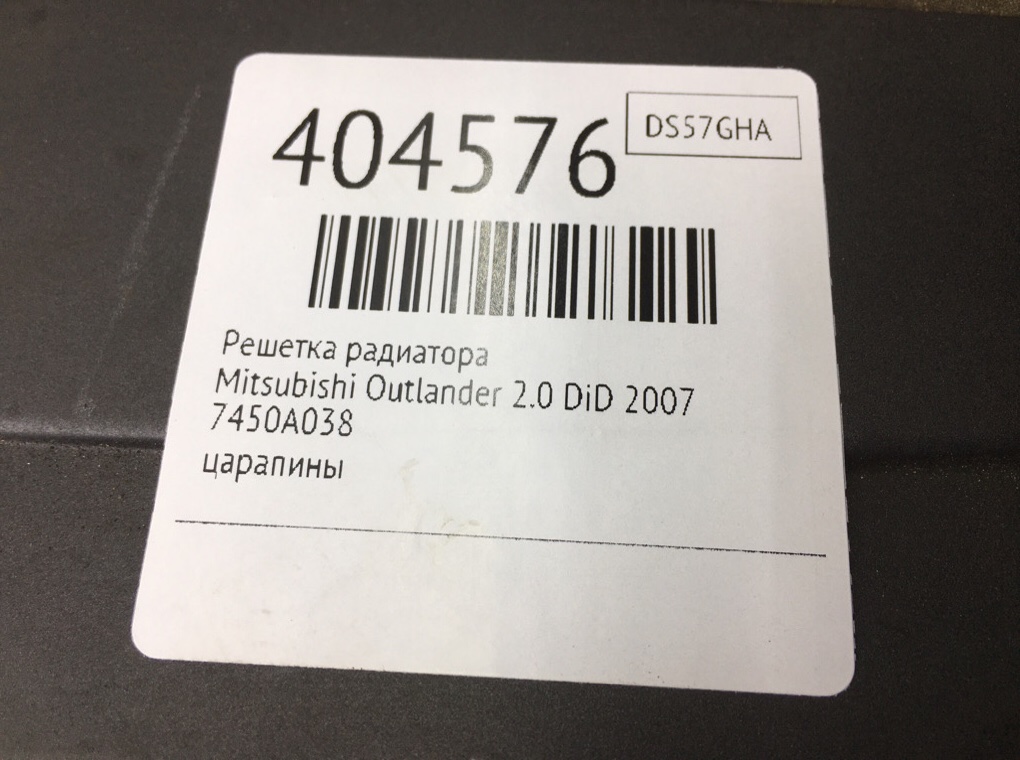 404576
DS57GHA
Решетка радиатора
Mitsubishi Outlander 2.0 DiD 2007
7450A038
царапины